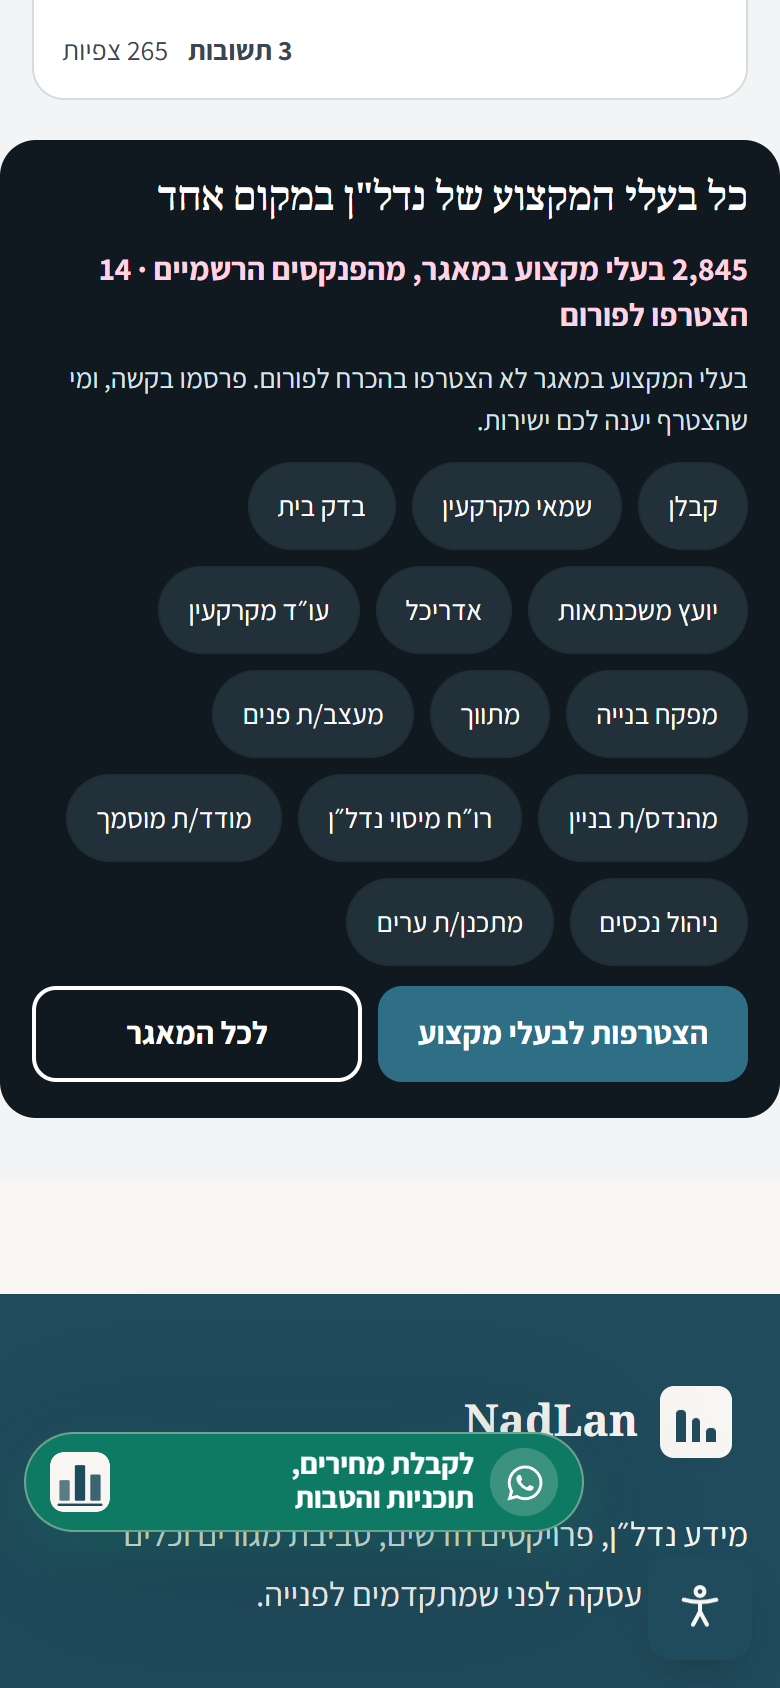 3 תשובות 265 צפיות
כל בעלי המקצוע של נדל"ן במקום אחד
2,845 בעלי מקצוע במאגר, מהפנקסים הרשמיים · 14
הצטרפו לפורום
בעלי המקצוע במאגר לא הצטרפו בהכרח לפורום. פרסמו בקשה, ומי
שהצטרף יענה לכם ישירות.
קבלן
שמאי מקרקעין
בדק בית
יועץ משכנתאות
אדריכל
עו״ד מקרקעין
מפקח בנייה
מתווך
מעצב/ת פנים
מהנדס/ת בניין
רו״ח מיסוי נדל״ן
מודד/ת מוסמך
ניהול נכסים
מתכנן/ת ערים
הצטרפות לבעלי מקצוע
לכל המאגר
NadLan
לקבלת מחירים,
תוכניות והטבות
מידע נדל״ן, פרויקטים חדשים, סביבת מגורים וכלים
עסקה לפני שמתקדמים לפנייה.